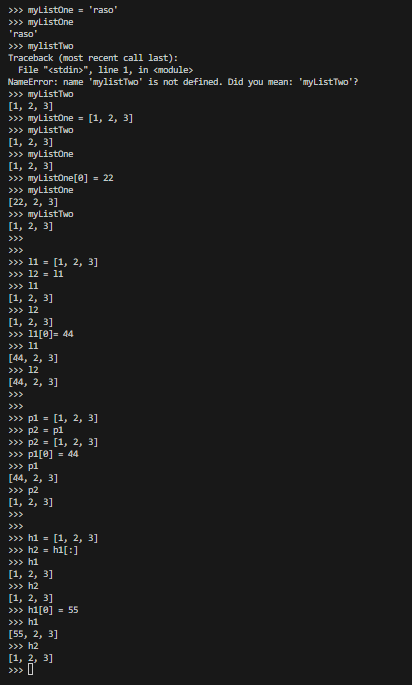 >>> myListOne = 'raso'
>>> myListOne
'raso'
>>> mylistTwo
Traceback (most recent call last):
  File "<stdin>", line 1, in <module>
NameError: name 'mylistTwo' is not defined. Did you mean: 'myListTwo'?
>>> myListTwo
[1, 2, 3]
>>> myListOne = [1, 2, 3]
>>> myListTwo
[1, 2, 3]
>>> myListOne
[1, 2, 3]
>>> myListOne[0] = 22
>>> myListOne
[22, 2, 3]
>>> myListTwo
[1, 2, 3]
>>>
>>>
>>> l1 = [1, 2, 3]
>>> l2 = l1
>>> l1
[1, 2, 3]
>>> l2
[1, 2, 3]
>>> l1[0]= 44
>>> l1
[44, 2, 3]
>>> l2
[44, 2, 3]
>>>
>>>
>>> p1 = [1, 2, 3]
>>> p2 = p1
>>> p2 = [1, 2, 3]
>>> p1[0] = 44
>>> p1
[44, 2, 3]
>>> p2
[1, 2, 3]
>>>
>>>
>>> h1 = [1, 2, 3]
>>> h2 = h1[:]
>>> h1
[1, 2, 3]
>>> h2
[1, 2, 3]
>>> h1[0] = 55
>>> h1
[55, 2, 3]
>>> h2
[1, 2, 3]
>>>